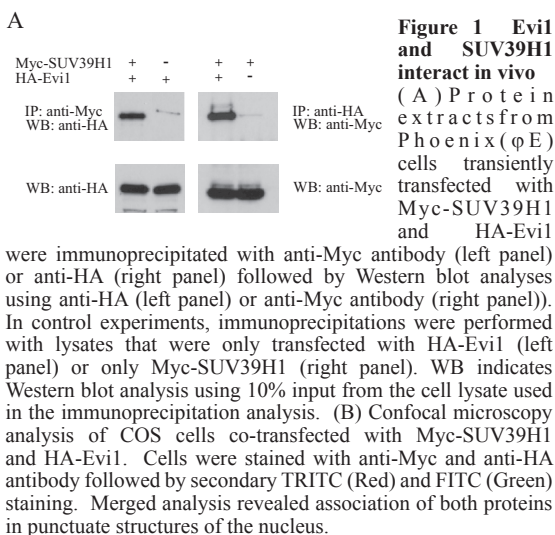 A
Myc-SUV39H1 + - + +
HA-Evi1 + + + -
IP: anti-Myc
WB: anti-HA
IP: anti-HA
WB: anti-Myc
WB: anti-HA
WB: anti-Myc
Figure 1 Evi1
and SUV39H1
interact in vivo
(A)Protein
extractsfrom
Phoenix(φE)
cells transiently
transfected with
Myc-SUV39H1
and HA-Evi1
were immunoprecipitated with anti-Myc antibody (left panel)
or anti-HA (right panel) followed by Western blot analyses
using anti-HA (left panel) or anti-Myc antibody (right panel)).
In control experiments, immunoprecipitations were performed
with lysates that were only transfected with HA-Evi1 (left
panel) or only Myc-SUV39H1 (right panel). WB indicates
Western blot analysis using 10% input from the cell lysate used
in the immunoprecipitation analysis. (B) Confocal microscopy
analysis of COS cells co-transfected with Myc-SUV39H1
and HA-Evi1. Cells were stained with anti-Myc and anti-HA
antibody followed by secondary TRITC (Red) and FITC (Green)
staining. Merged analysis revealed association of both proteins
in punctuate structures of the nucleus.